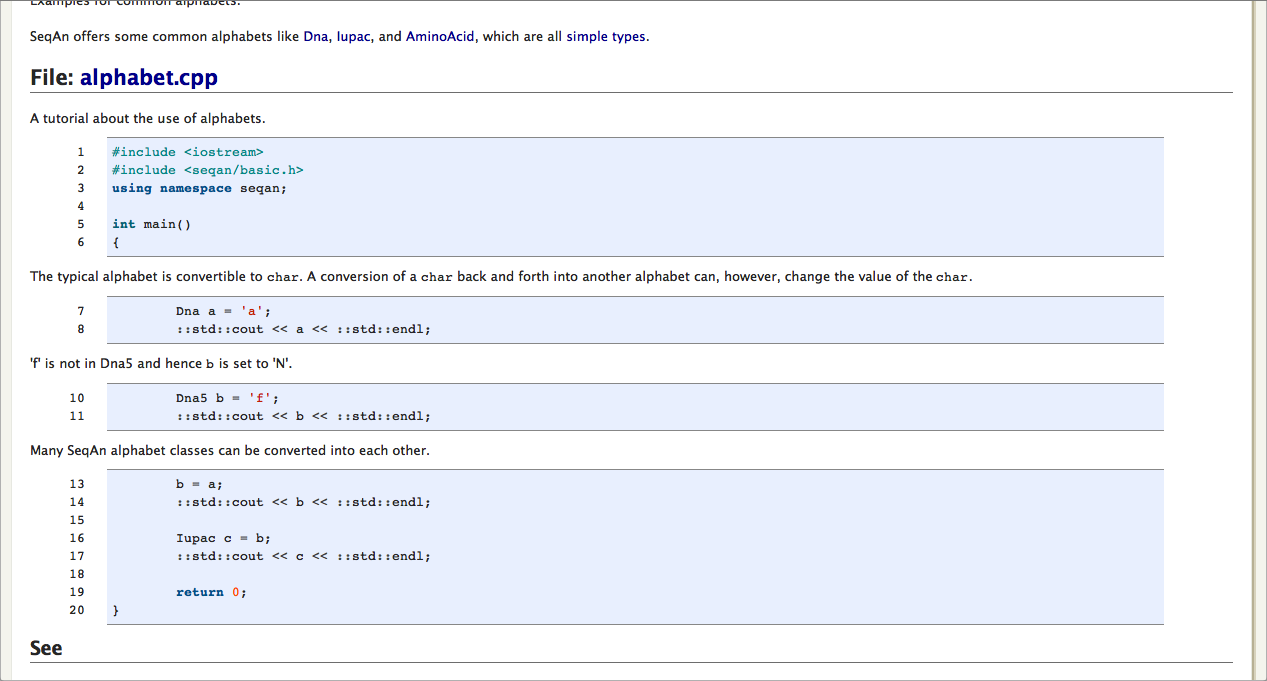 Examples for common alphabets.
SeqAn offers some common alphabets like Dna, Iupac, and AminoAcid, which are all simple types.
File: alphabet.cpp
A tutorial about the use of alphabets.
1 #include <iostream>
2 #include <seqan/basic.h>
3 using namespace seqan;
4
5 int main()
6 {
The typical alphabet is convertible to char. A conversion of a char back and forth into another alphabet can, however, change the value of the char.
7 Dna a = 'a';
8 ::std::cout << a << ::std::endl;
'f' is not in Dna5 and hence b is set to 'N'.
10 Dna5 b = 'f';
11 ::std::cout << b << ::std::endl;
Many SeqAn alphabet classes can be converted into each other.
13 b = a;
14 ::std::cout << b << ::std::endl;
15
16 Iupac c = b;
17 ::std::cout << c << ::std::endl;
18
19 return 0;
20 }
See